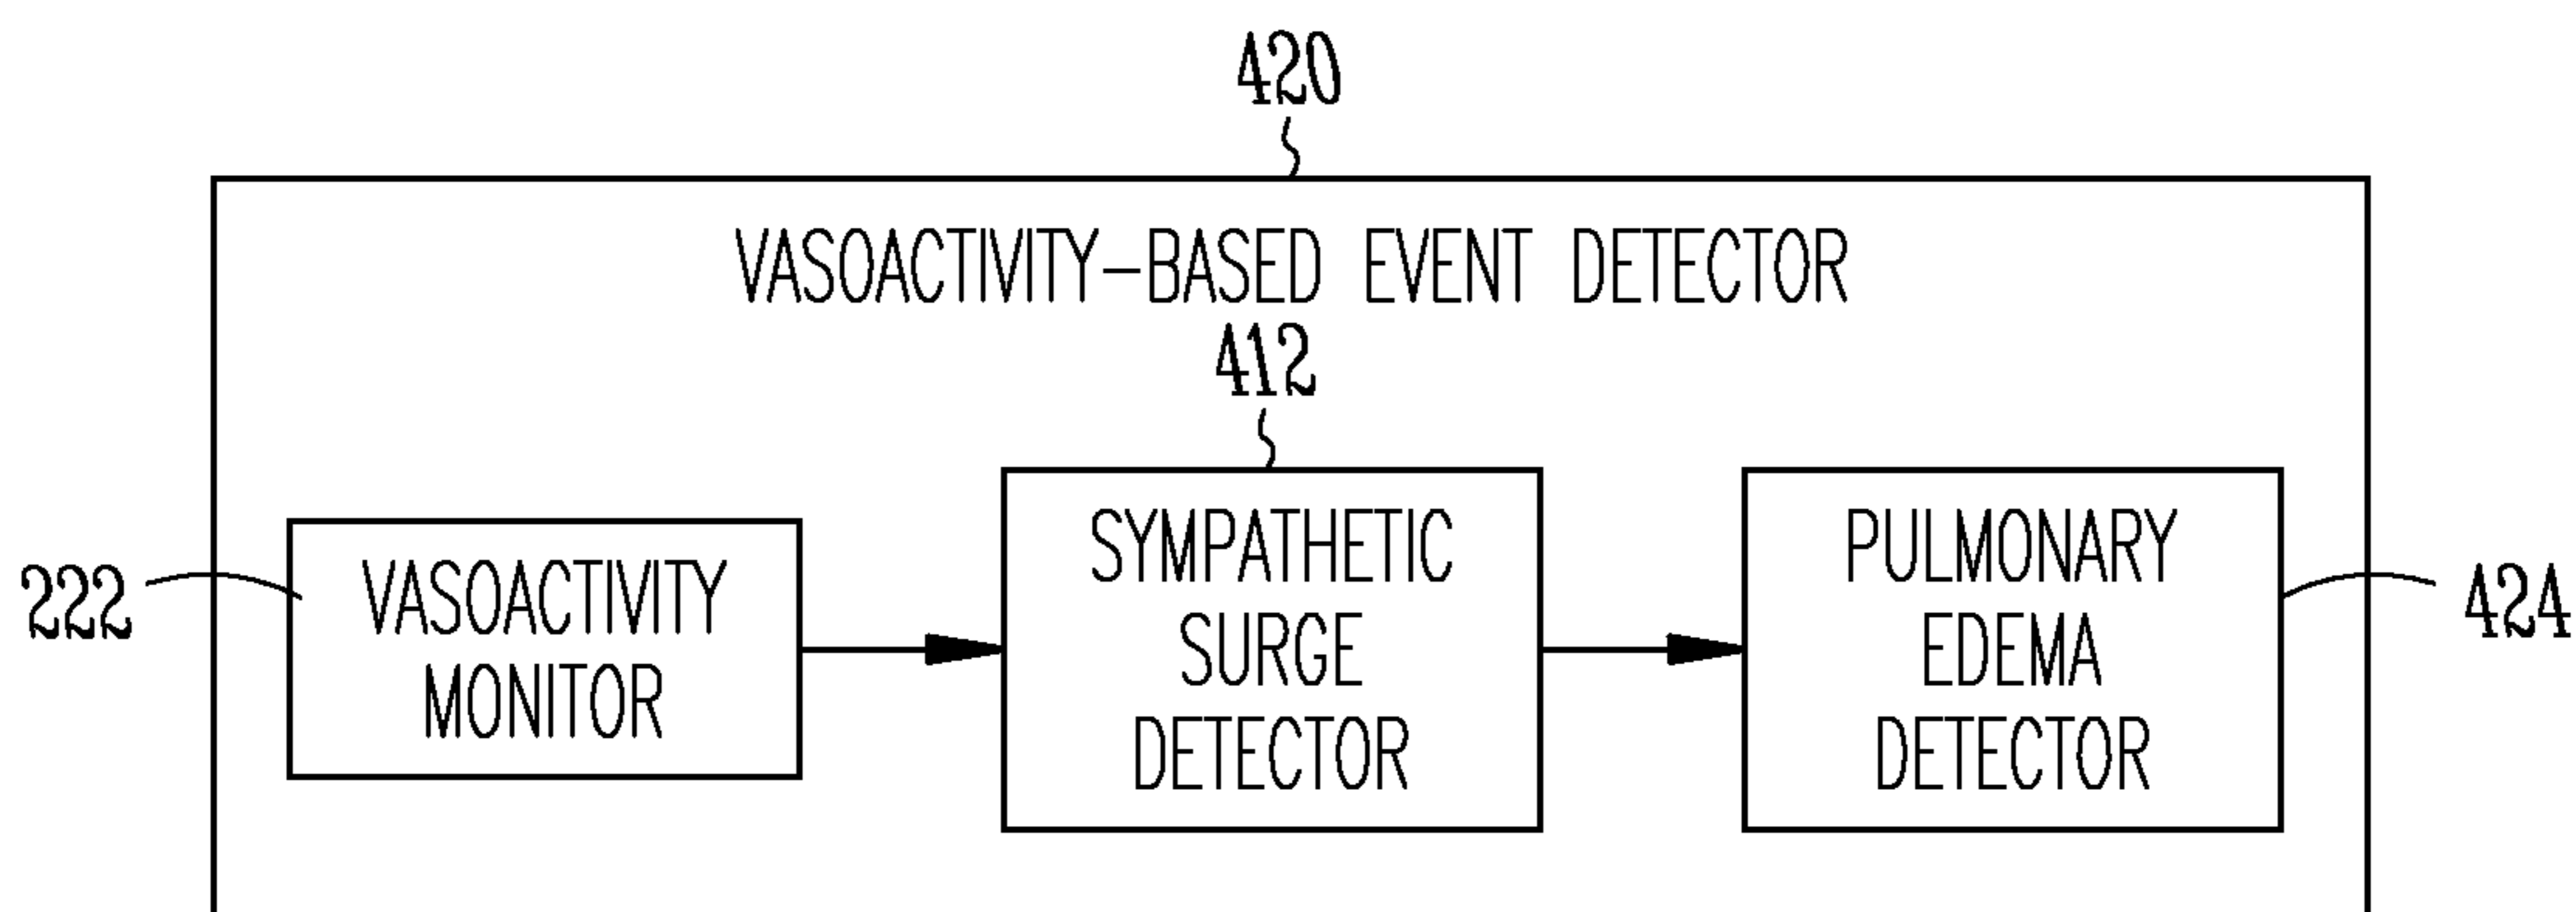 420
VASOACTIVITY-BASED EVENT DETECTOR
412
222
VASOACTIVITY
MONITOR
SYMPATHETIC
SURGE
DETECTOR
PULMONARY
EDEMA
DETECTOR
424